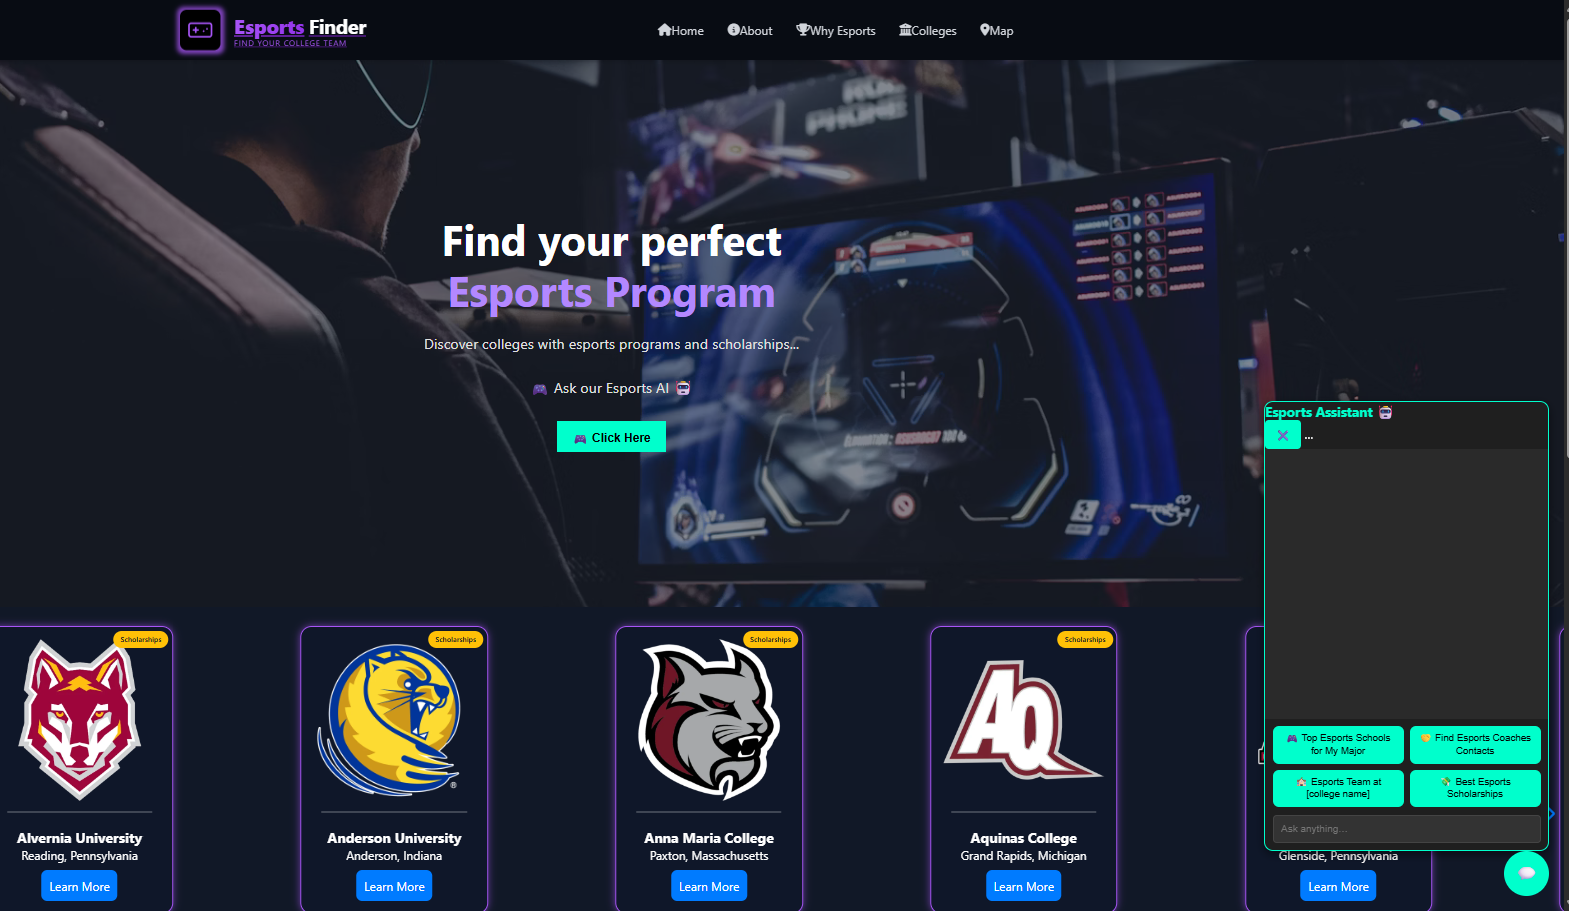 Esports Finder
FIND YOUR COLLEGE TEAM
Home
About
Why Esports
Colleges
Map
PHONE
Find your perfect
Esports Program
Discover colleges with esports programs and scholarships...
🎮 Ask our Esports AI 🤖
🎮 Click Here
Esports Assistant 🤖
...
🎮 Top Esports Schools
for My Major
Find Esports Coaches
Contacts
Esports Team at
[college name]
Best Esports
Scholarships
Ask anything...
Scholarships
Alvernia University
Reading, Pennsylvania
Learn More
Scholarships
®
Anderson University
Anderson, Indiana
Learn More
Scholarships
Anna Maria College
Paxton, Massachusetts
Learn More
Scholarships
AQ
Aquinas College
Grand Rapids, Michigan
Learn More
Glenside, Pennsylvania
Learn More